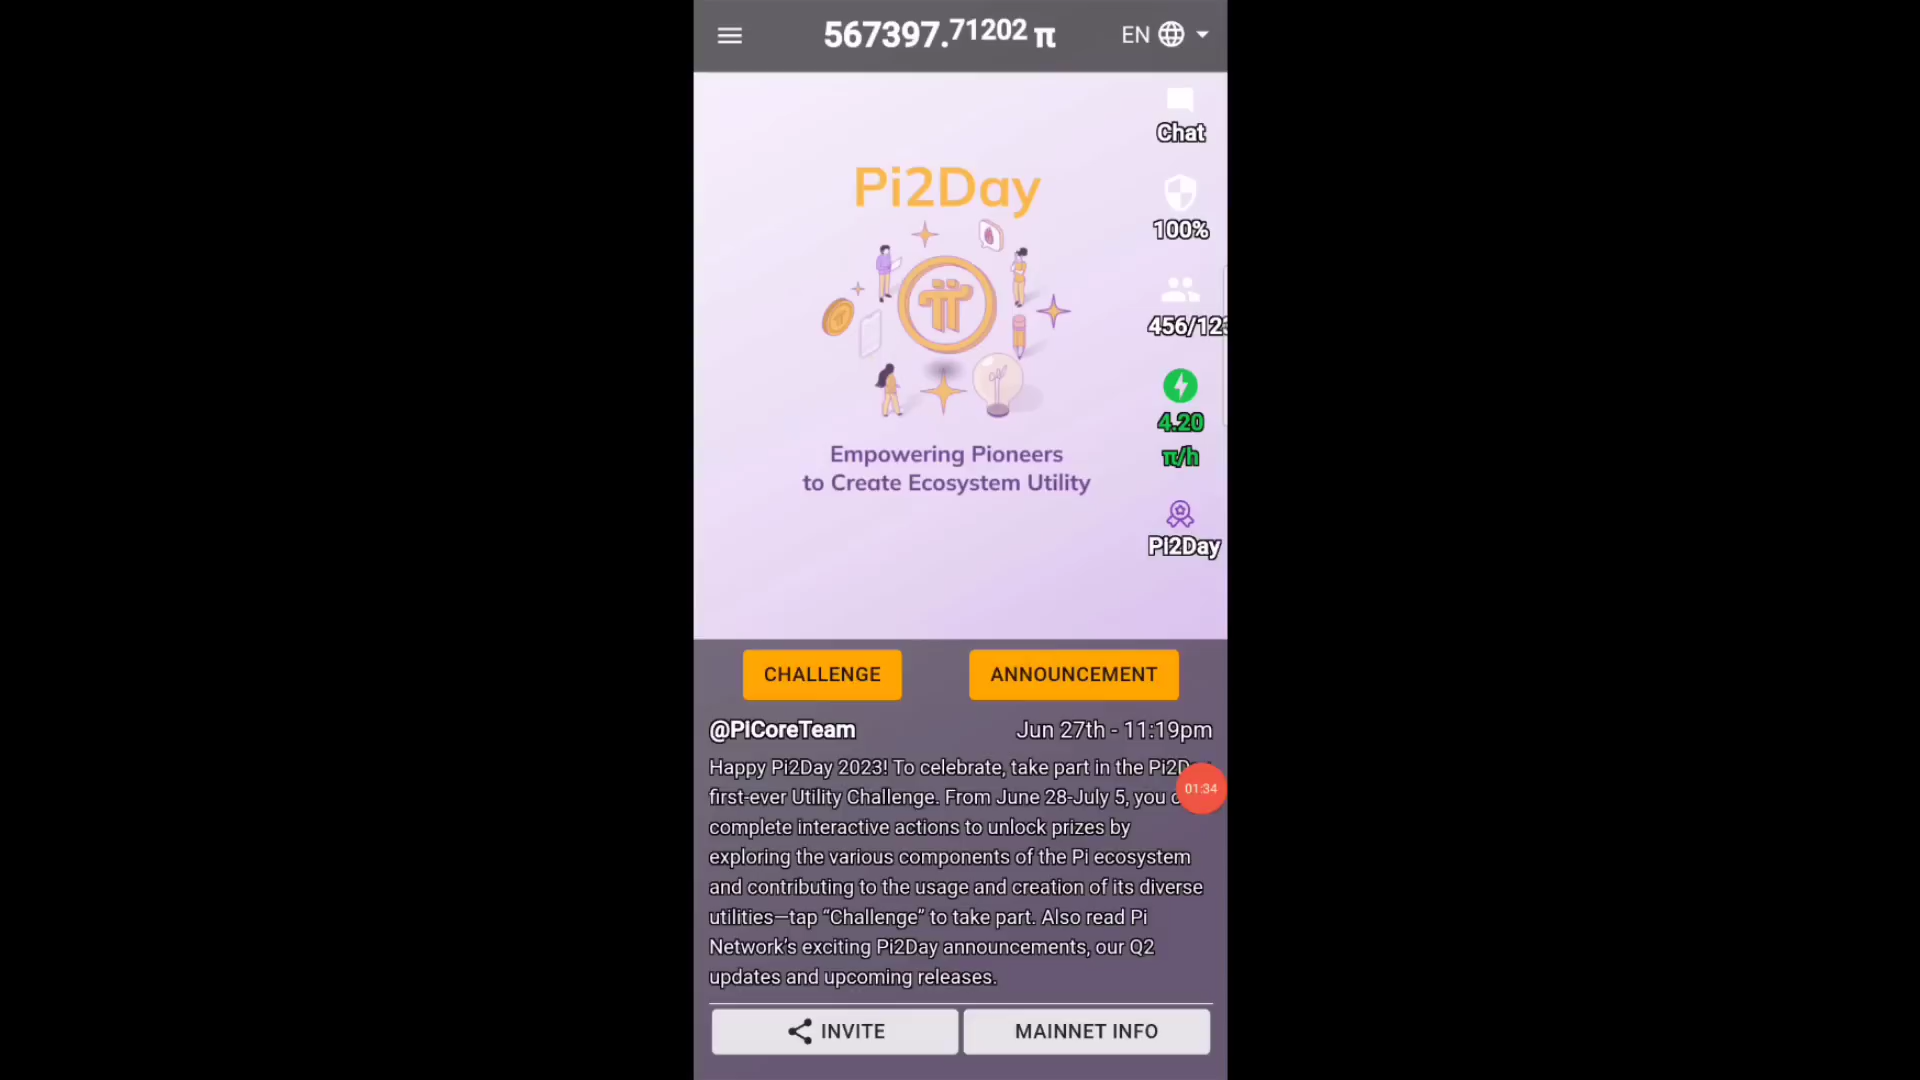 567397.71202 π
EN
Chat
Pi2Day
100%
456/123
4.20
π/h
Empowering Pioneers
to Create Ecosystem Utility
Pi2Day
CHALLENGE
ANNOUNCEMENT
@PiCoreTeam
Jun 27th - 11:19pm
Happy Pi2Day 2023! To celebrate, take part in the
first-ever Utility Challenge. From June 28-July 5, you
01:34
complete interactive actions to unlock prizes by
exploring the various components of the Pi ecosystem
and contributing to the usage and creation of its diverse
utilities—tap “Challenge” to take part. Also read Pi
Network’s exciting Pi2Day announcements, our Q2
updates and upcoming releases.
INVITE
MAINNET INFO